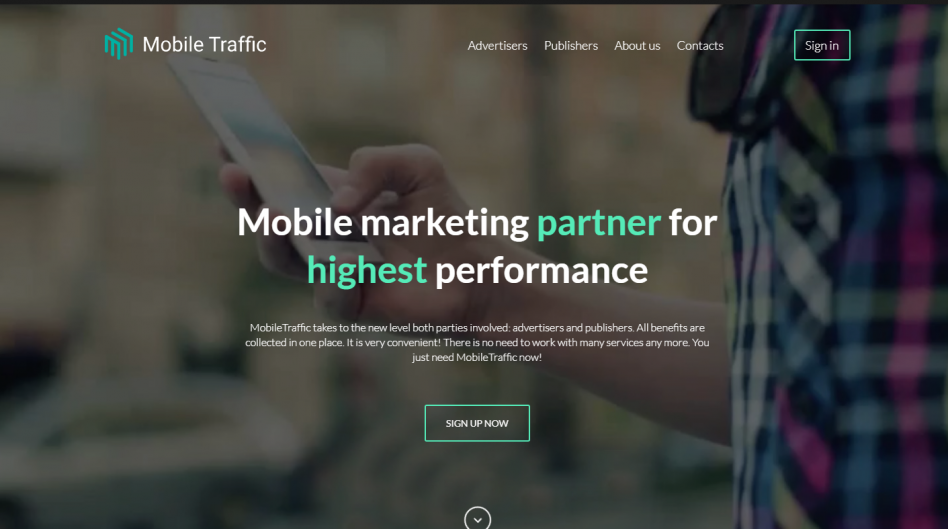 Mobile Traffic
Advertisers
Publishers
About us
Contacts
Sign in
Mobile marketing partner for
highest performance
MobileTraffic takes to the new level both parties involved: advertisers and publishers. All benefits are
collected in one place. It is very convenient! There is no need to work with many services any more. You
just need MobileTraffic now!
SIGN UP NOW